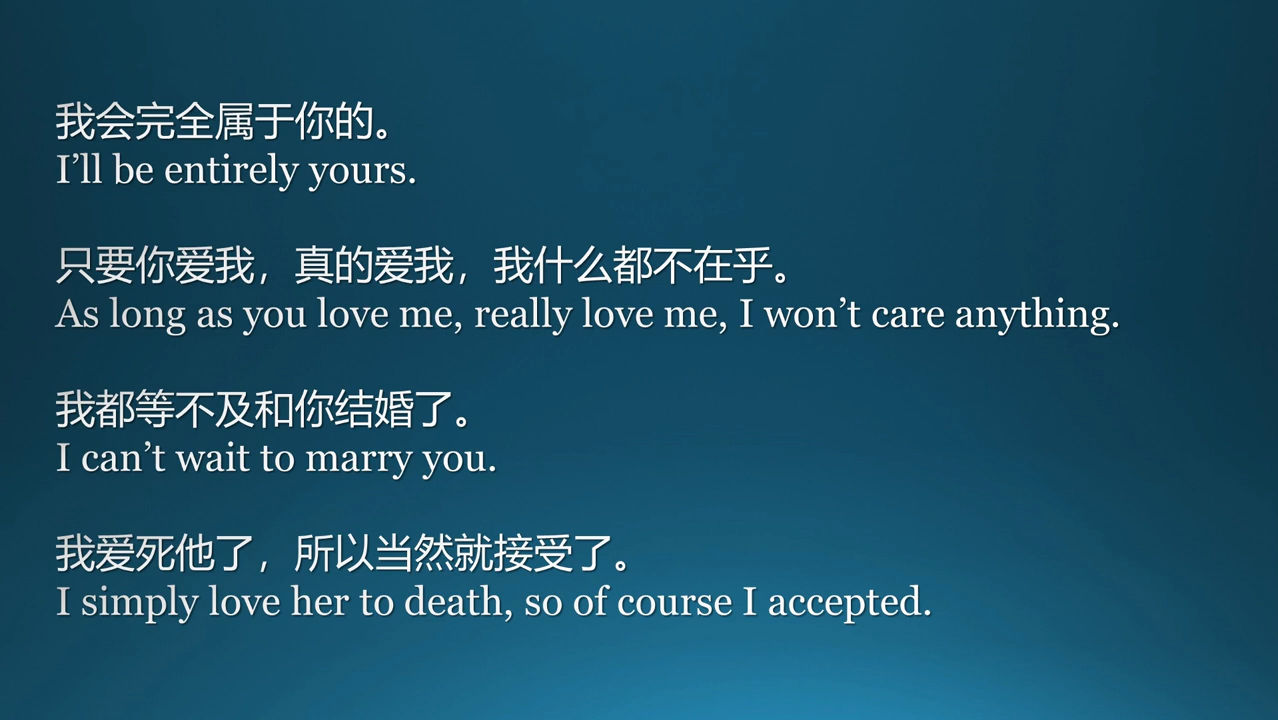 我会完全属于你的。
I’ll be entirely yours.
只要你爱我，真的爱我，我什么都不在乎。
As long as you love me, really love me, I won’t care anything.
我都等不及和你结婚了。
I can’t wait to marry you.
我爱死他了，所以当然就接受了。
I simply love her to death, so of course I accepted.